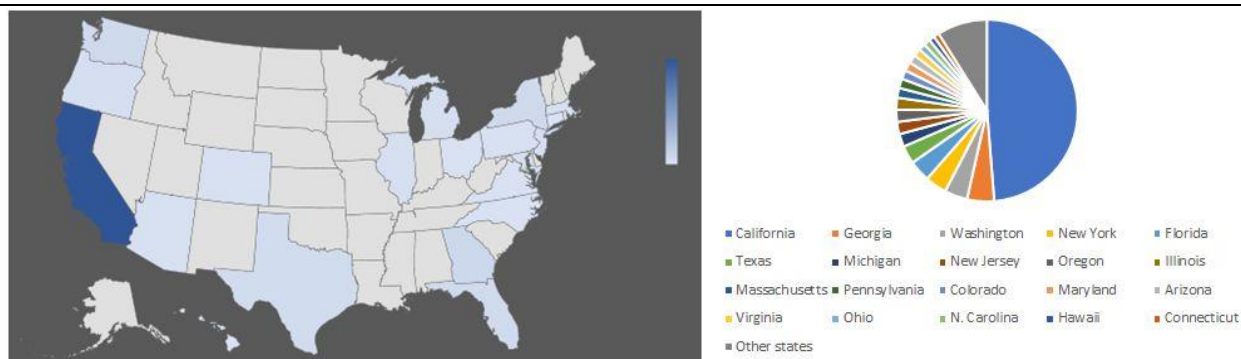 California Georgia Washington New York Florida
Texas Michigan New Jersey Oregon Illinois
Massachusetts Pennsylvania Colorado Maryland Arizona
Virginia Ohio N. Carolina Hawaii Connecticut
Other states